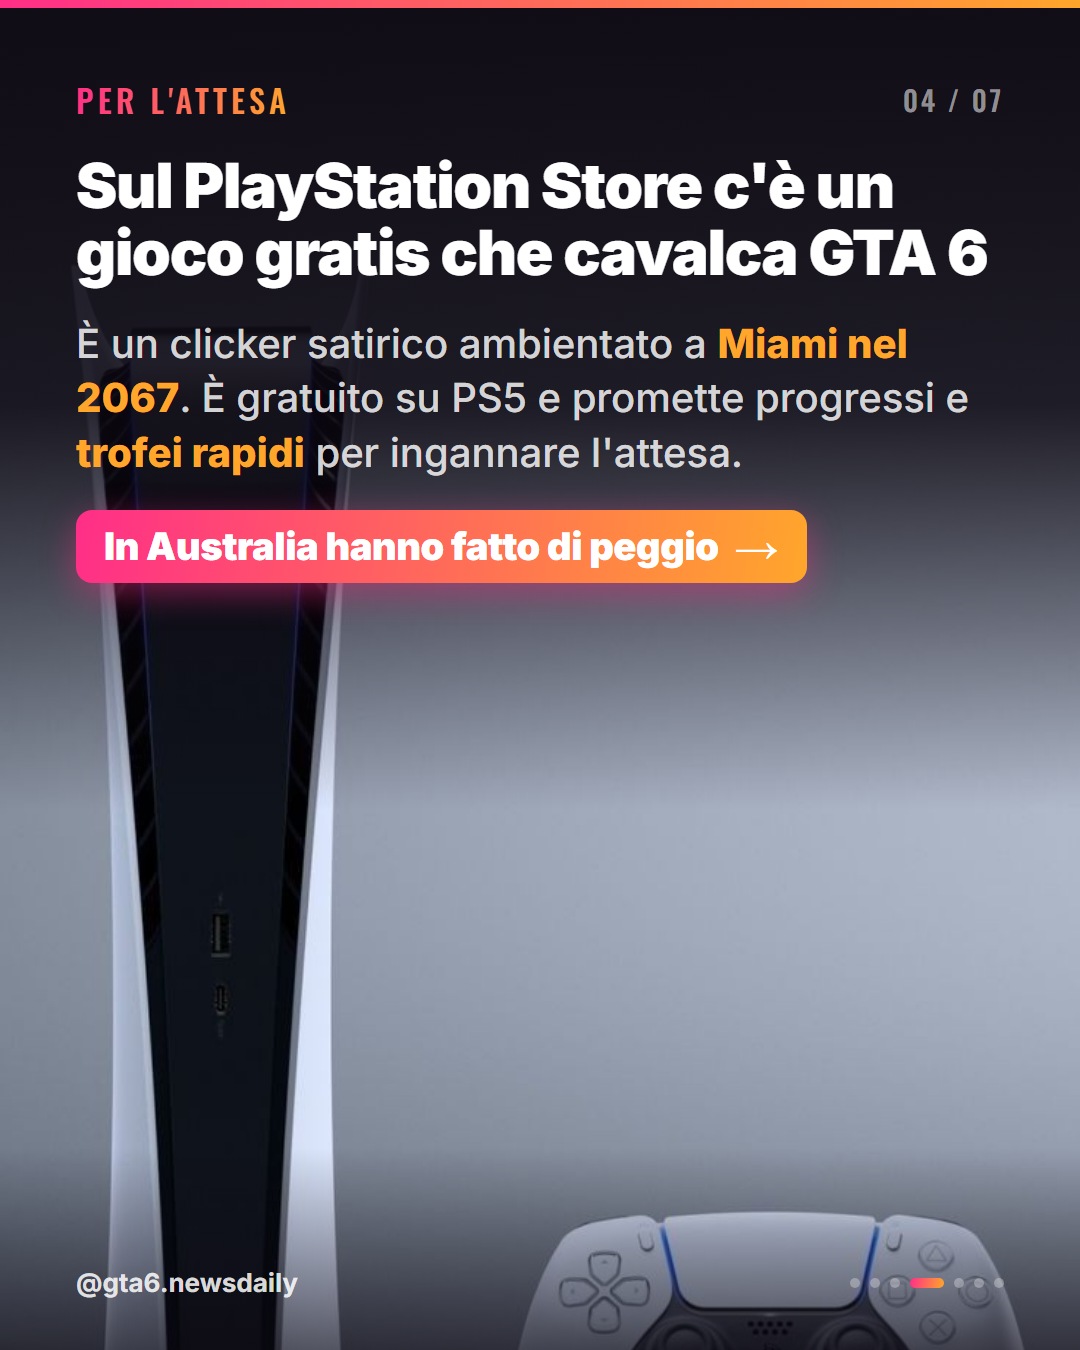 PER L'ATTESA
04 / 07
Sul PlayStation Store c'è un
gioco gratis che cavalca GTA 6
È un clicker satirico ambientato a Miami nel
2067. È gratuito su PS5 e promette progressi e
trofei rapidi per ingannare l'attesa.
In Australia hanno fatto di peggio →
@gta6.newsdaily